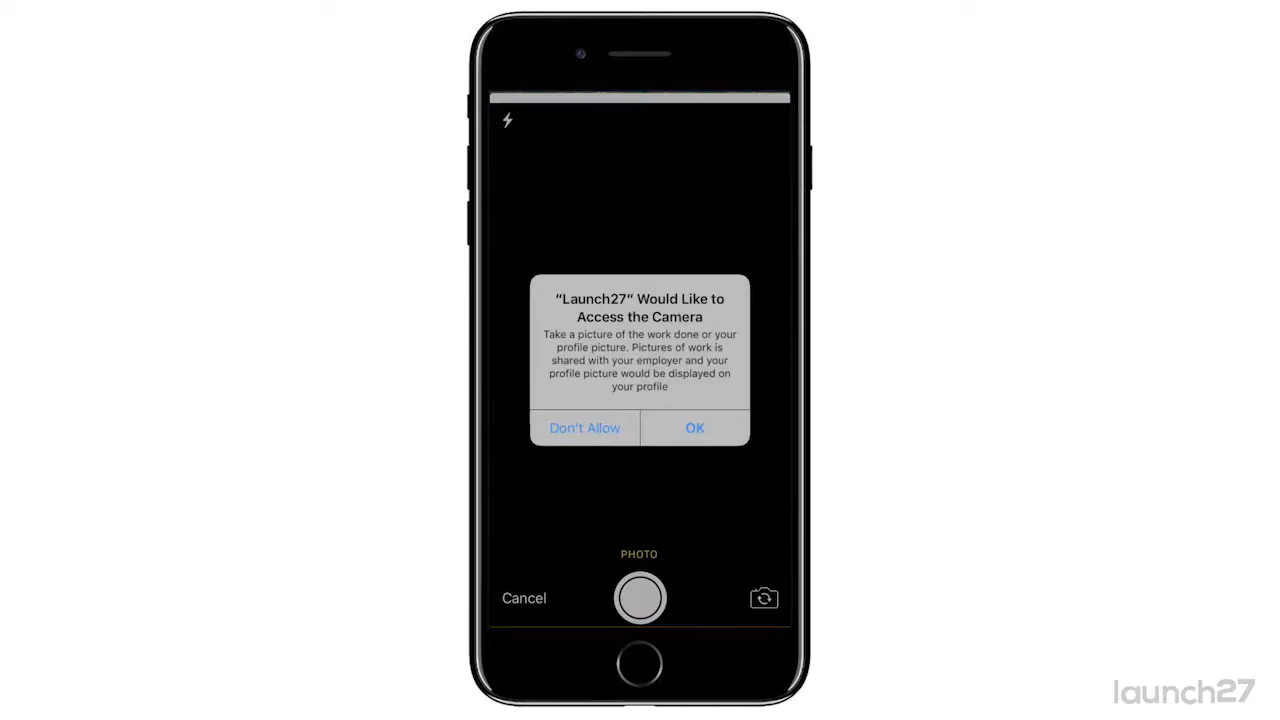 "Launch27" Would Like to
Access the Camera
Take a picture of the work done or your
profile picture. Pictures of work is
shared with your employer and your
profile picture would be displayed on
your profile
Don't Allow
OK
PHOTO
Cancel
launch27